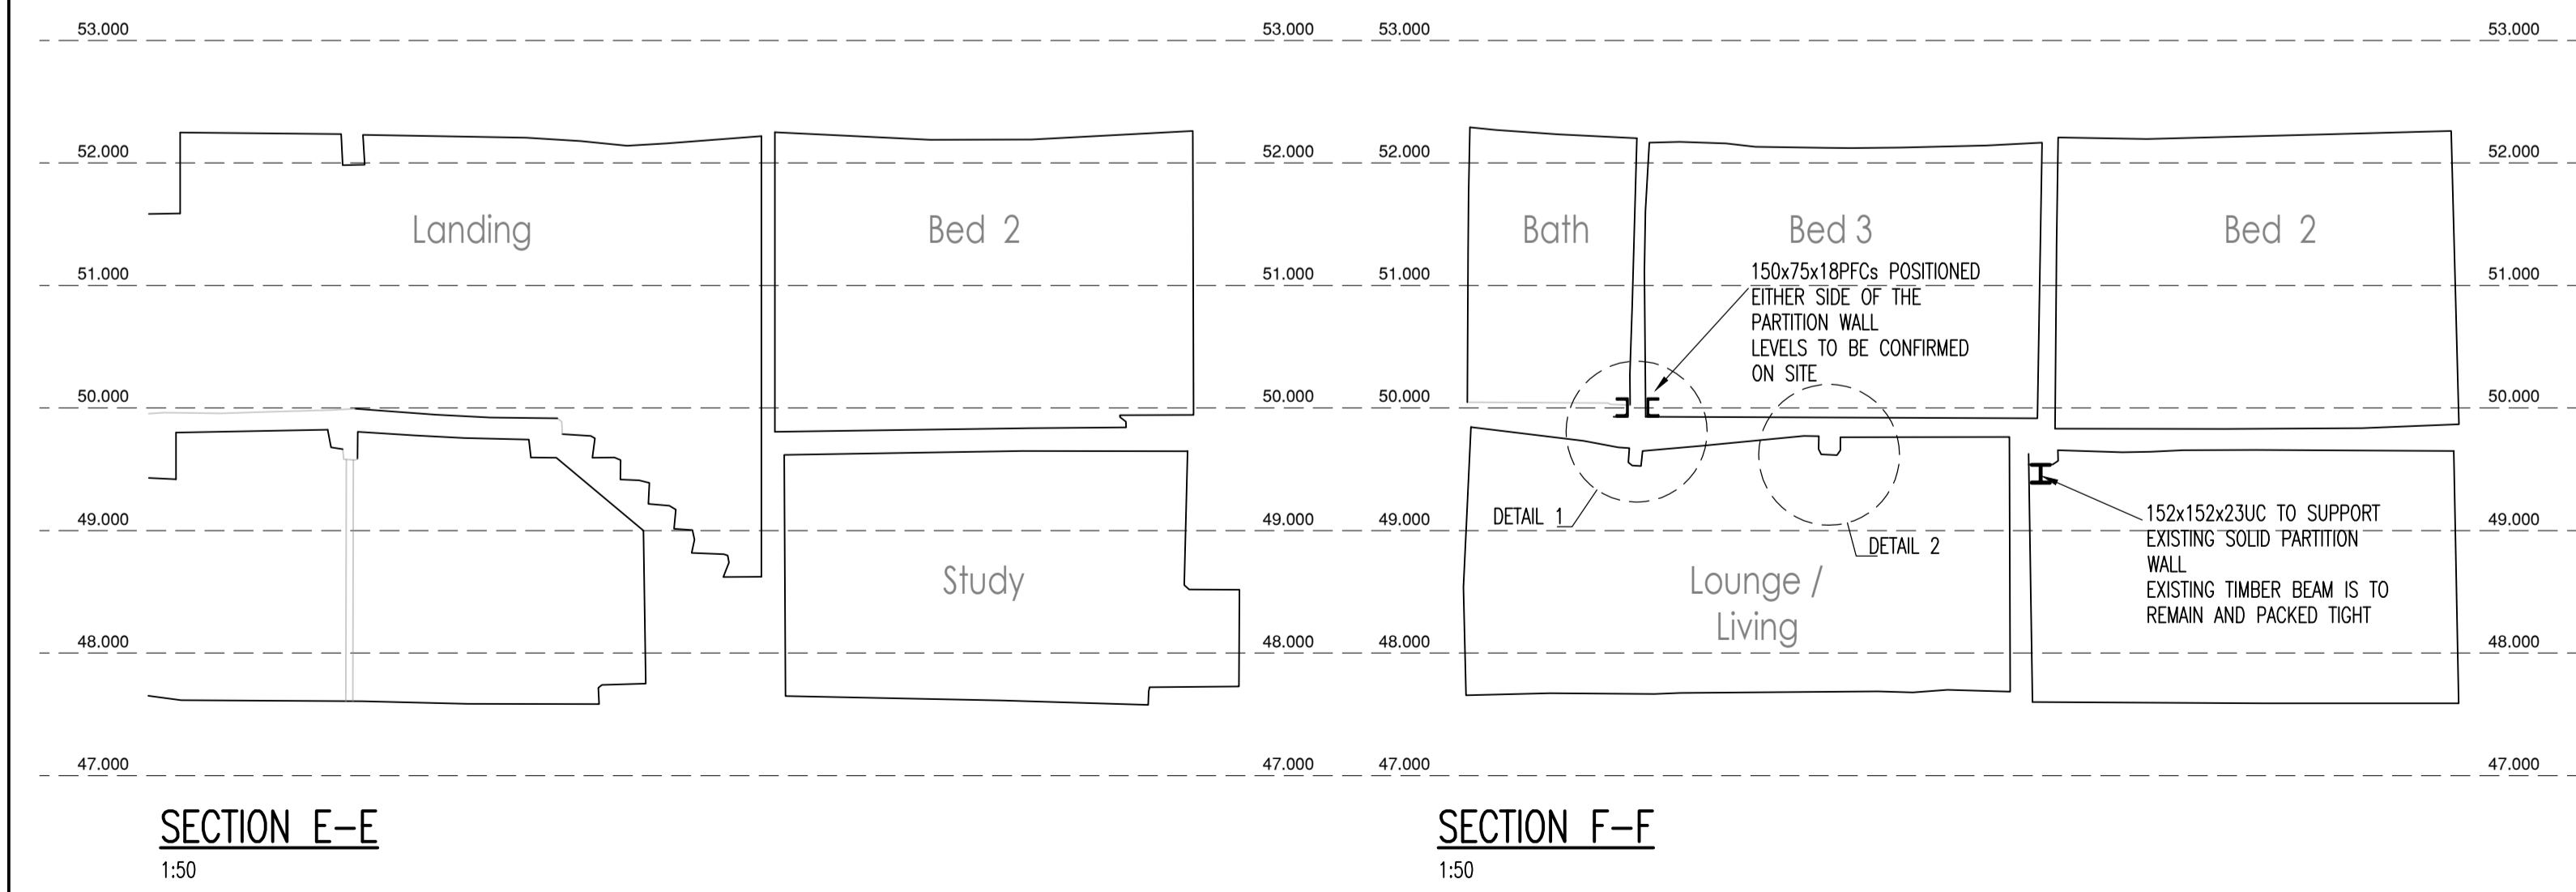 53.000 53.000 53.000 53.000
52.000 52.000 52.000 52.000
Landing Bed 2 Bath Bed 3 Bed 2
51.000 51.000 51.000 51.000
150x75x18PFCs POSITIONED
EITHER SIDE OF THE
PARTITION WALL
LEVELS TO BE CONFIRMED
ON SITE
50.000 50.000 50.000 50.000
49.000 49.000 49.000 49.000
DETAIL 1
DETAIL 2
152x152x23UC TO SUPPORT
EXISTING SOLID PARTITION
WALL
EXISTING TIMBER BEAM IS TO
REMAIN AND PACKED TIGHT
Study
Lounge /
Living
48.000 48.000 48.000 48.000
47.000 47.000 47.000 47.000
SECTION E-E
1:50
SECTION F-F
1:50